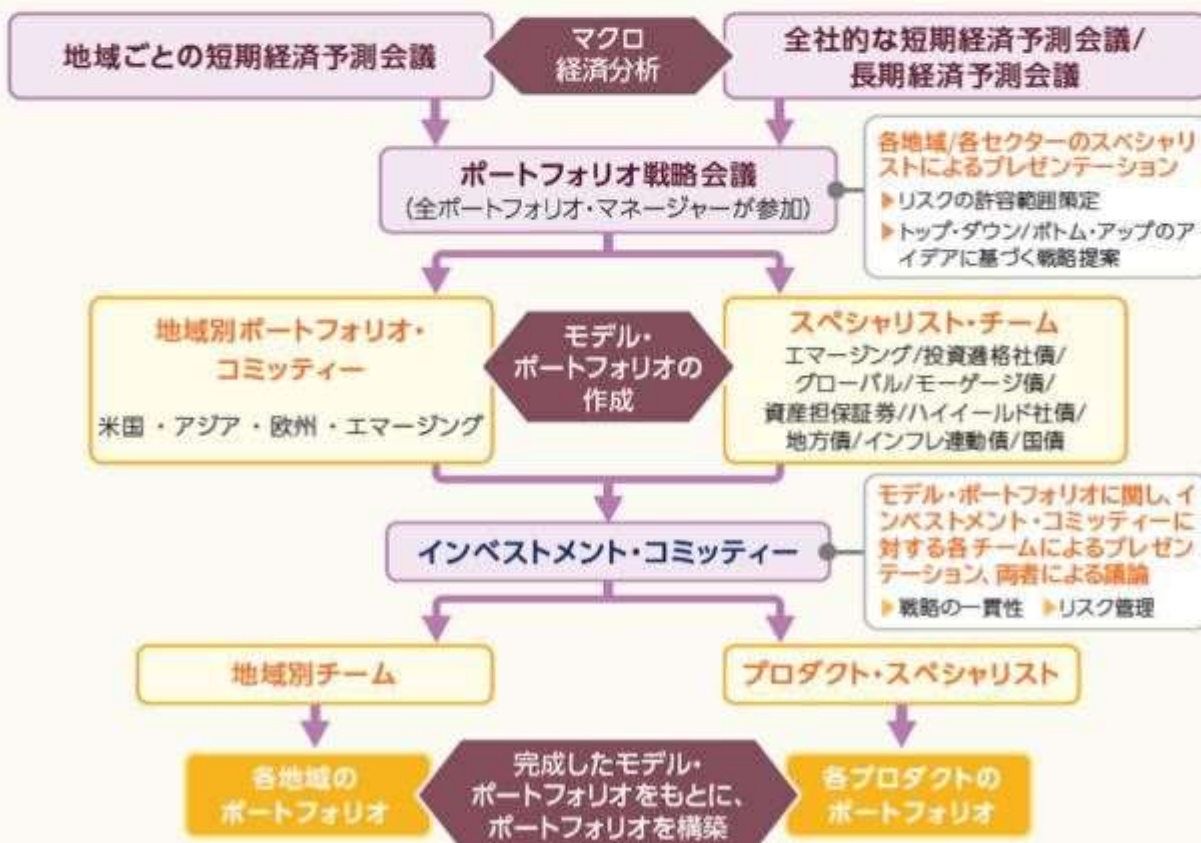 地域ごとの短期経済予測会議
マクロ
経済分析
全社的な短期経済予測会議/
長期経済予測会議
ポートフォリオ戦略会議
(全ポートフォリオ・マネージャーが参加)
各地域/各セクターのスペシャリ
ストによるプレゼンテーション
▶リスクの許容範囲策定
▶トップ・ダウン/ボトム・アップのア
イデアに基づく戦略提案
地域別ポートフォリオ・
コミッティー
米国・アジア・欧州・エマージング
モデル・
ポートフォリオの
作成
スペシャリスト・チーム
エマージング/投資適格社債/
グローバル/モーゲージ債/
資産担保証券/ハイイールド社債/
地方債/インフレ連動債/国債
インベストメント・コミッティー
モデル・ポートフォリオに関し、イ
ンベストメント・コミッティーに
対する各チームによるプレゼン
テーション、両者による議論
▶戦略の一貫性 ▶リスク管理
地域別チーム
プロダクト・スペシャリスト
各地域の
ポートフォリオ
完成したモデル・
ポートフォリオをもとに、
ポートフォリオを構築
各プロダクトの
ポートフォリオ